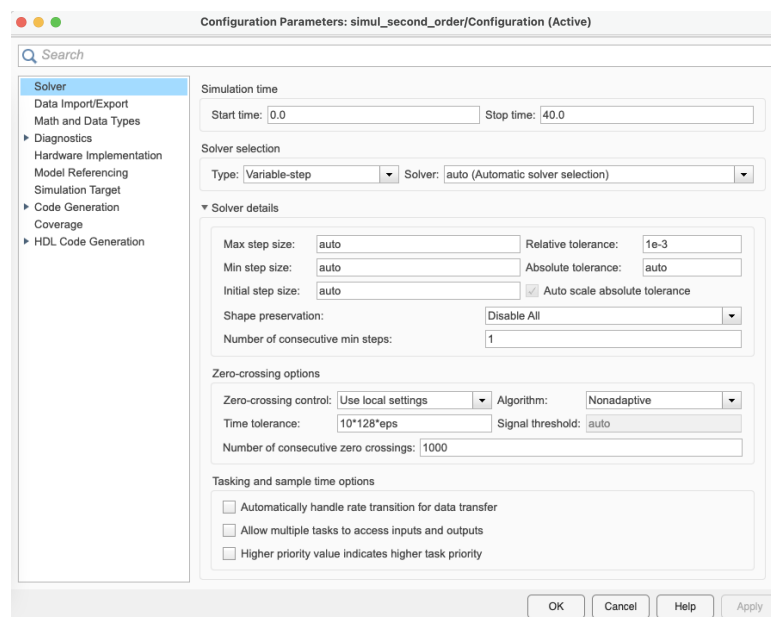 Configuration Parameters: simul_second_order/Configuration (Active)
Search
Solver
Data Import/Export
Math and Data Types
Diagnostics
Hardware Implementation
Model Referencing
Simulation Target
Code Generation
Coverage
HDL Code Generation
Simulation time
Start time: 0.0 Stop time: 40.0
Solver selection
Type: Variable-step Solver: auto (Automatic solver selection)
Solver details
Max step size: auto Relative tolerance: 1e-3
Min step size: auto Absolute tolerance: auto
Initial step size: auto Auto scale absolute tolerance
Shape preservation: Disable All
Number of consecutive min steps: 1
Zero-crossing options
Zero-crossing control: Use local settings Algorithm: Nonadaptive
Time tolerance: 10*128*eps Signal threshold: auto
Number of consecutive zero crossings: 1000
Tasking and sample time options
Automatically handle rate transition for data transfer
Allow multiple tasks to access inputs and outputs
Higher priority value indicates higher task priority
OK Cancel Help Apply